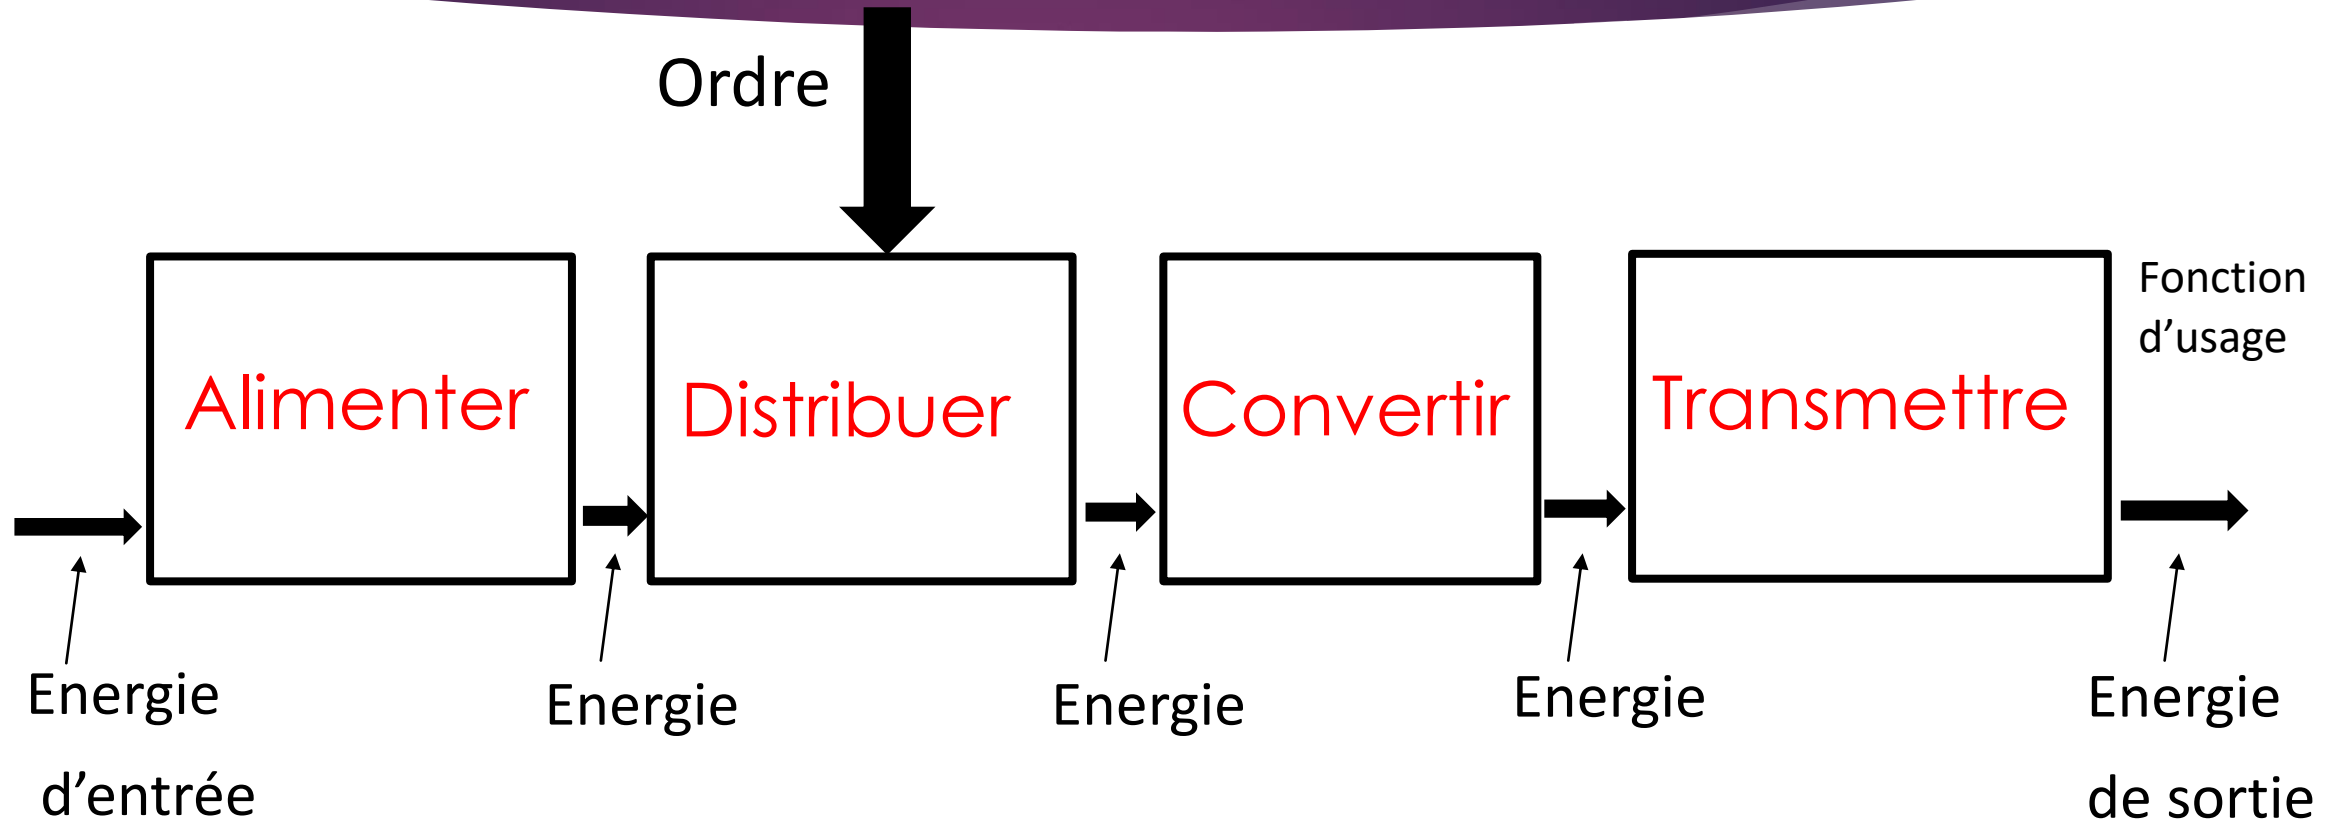 Ordre
Alimenter
Distribuer
Convertir
Transmettre
Fonction
d’usage
Energie
d’entrée
Energie
Energie
Energie
Energie
de sortie